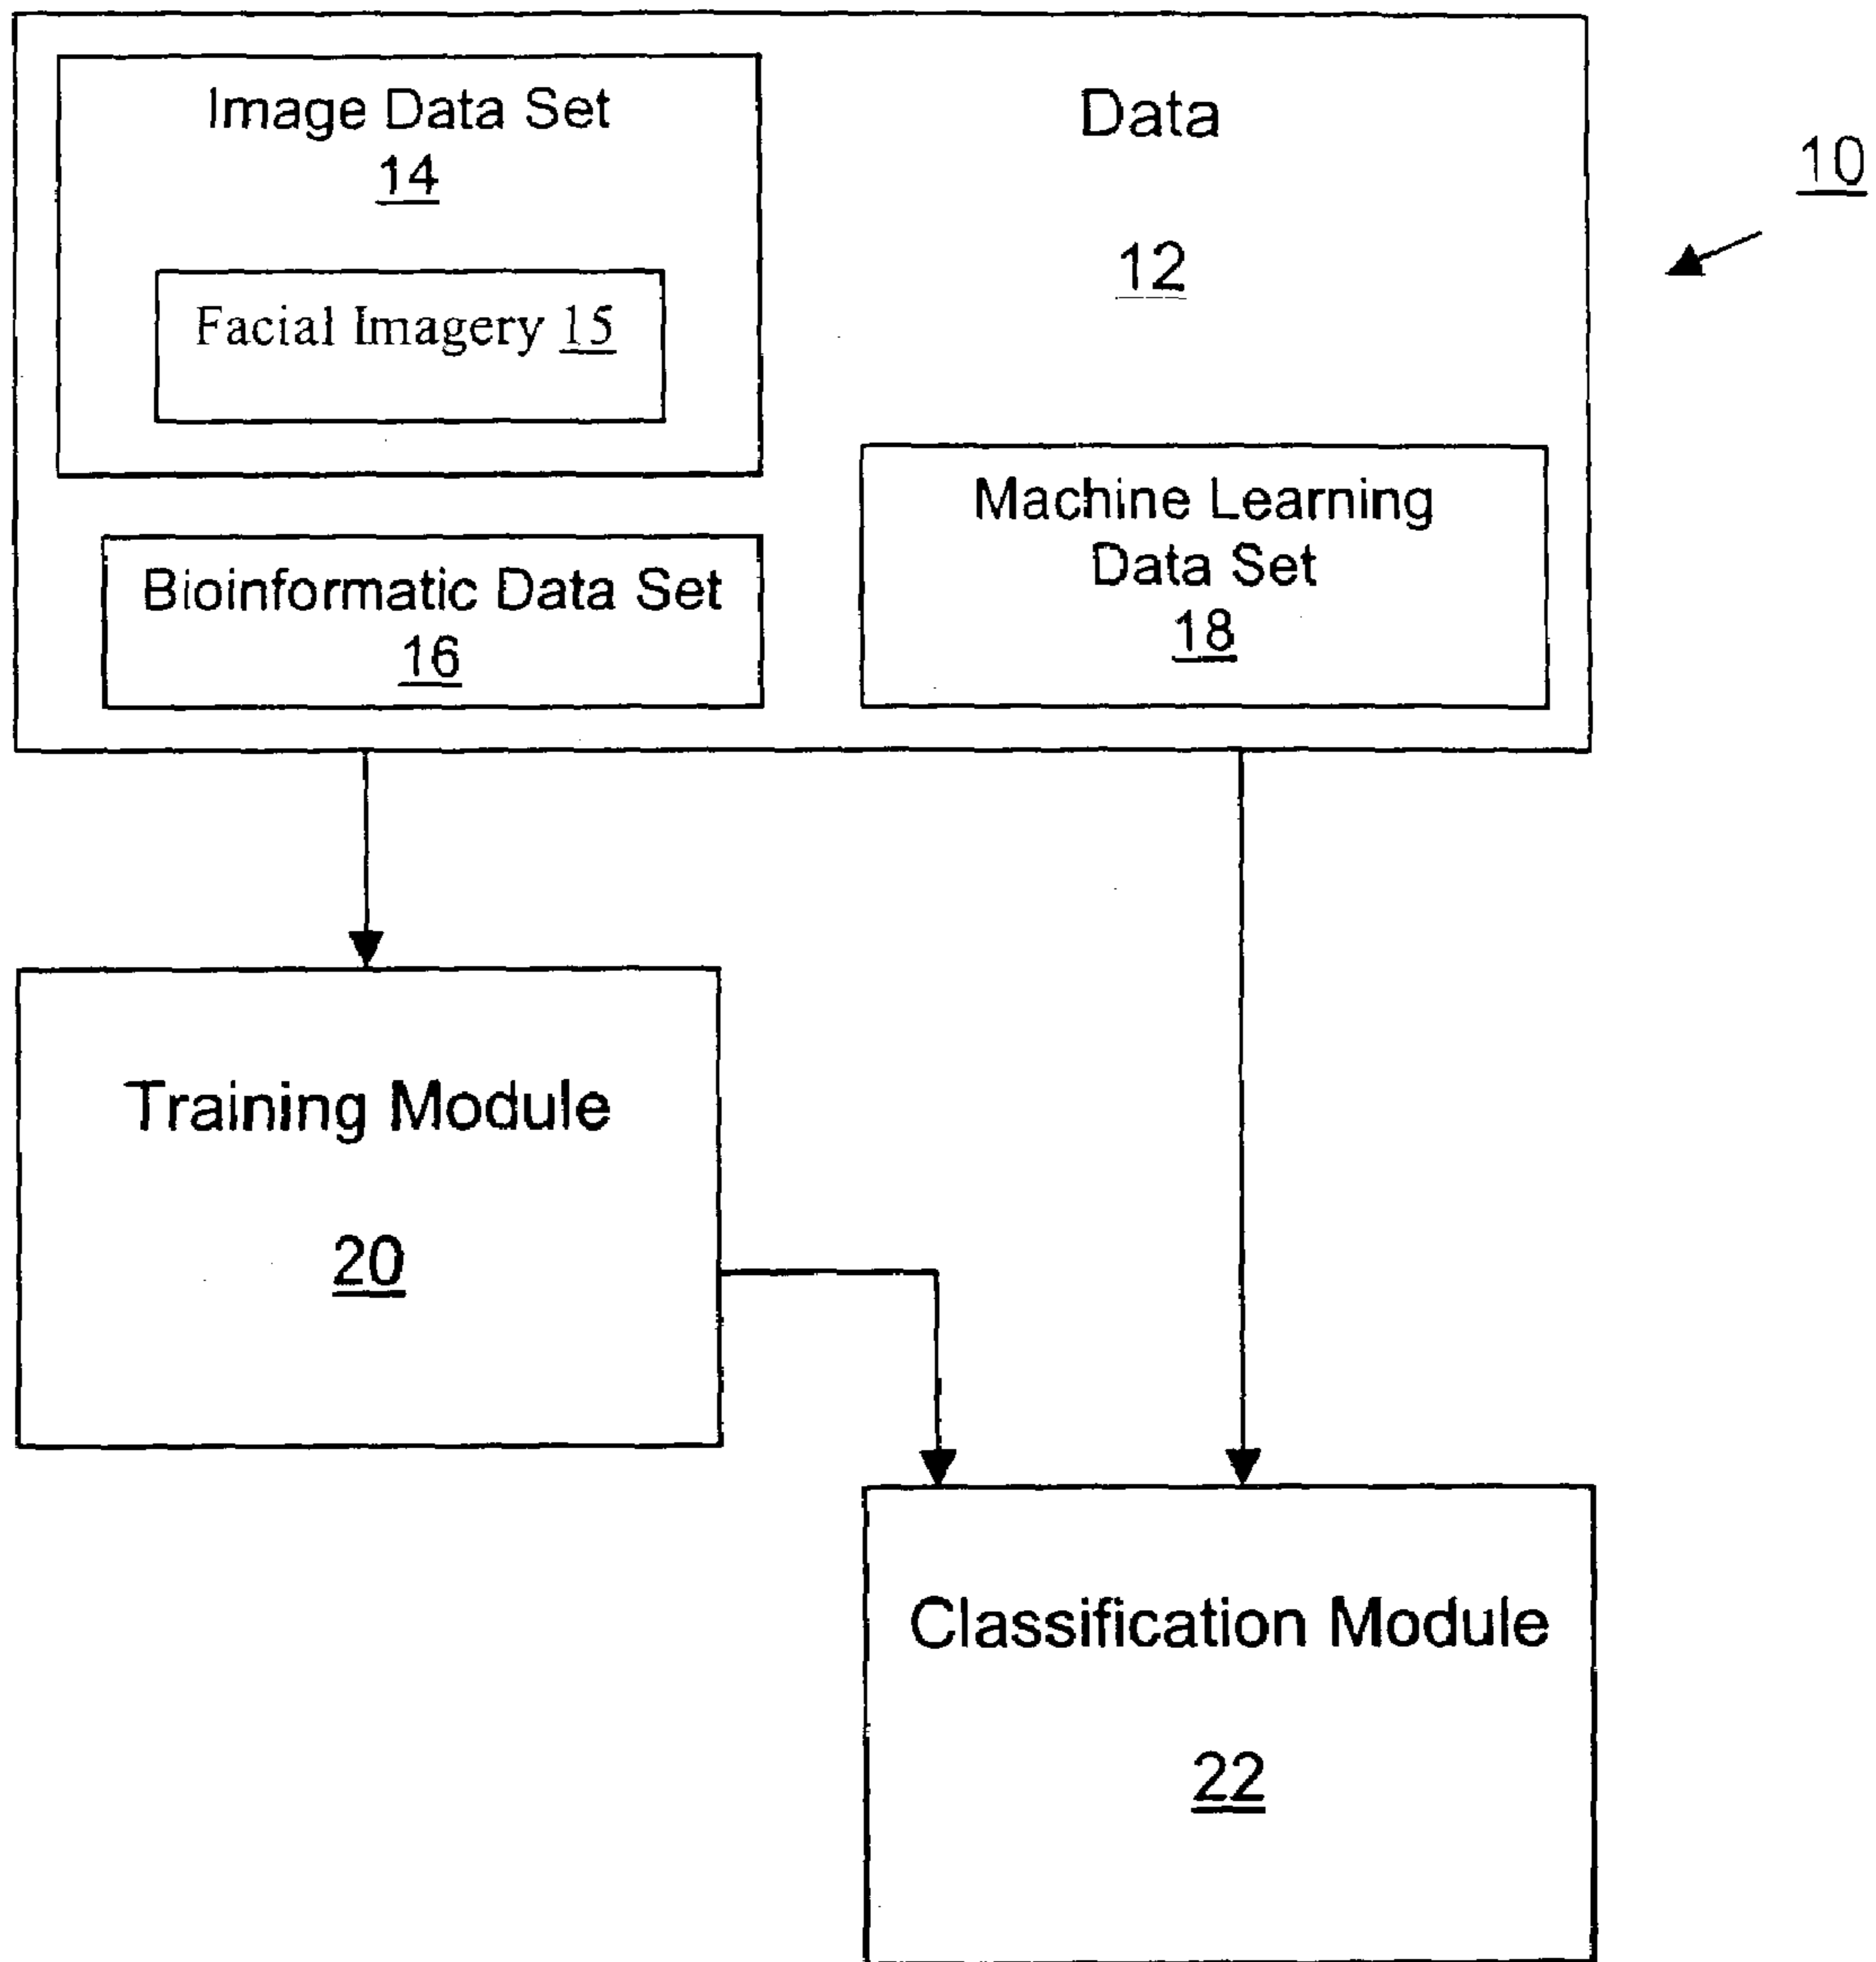 Image Data Set
14
Facial Imagery 15
Data
12
10
Bioinformatic Data Set
16
Machine Learning
Data Set
18
Training Module
20
Classification Module
22